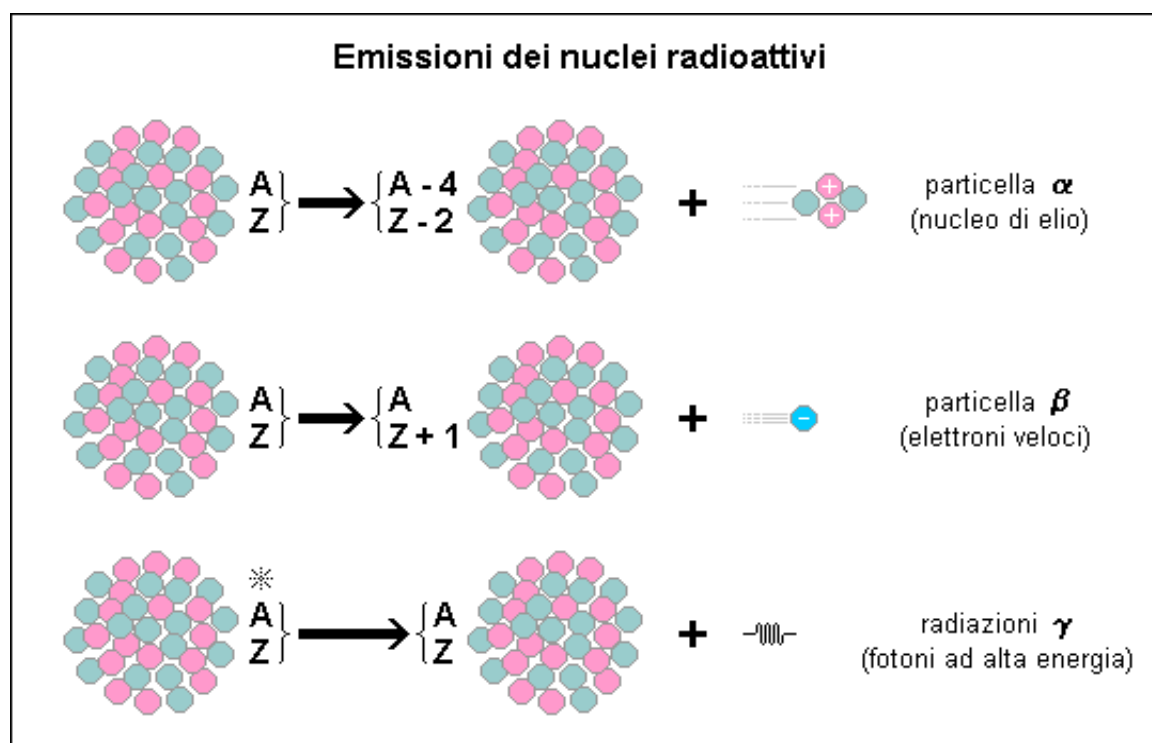 Emissioni dei nuclei radioattivi
A
Z
A - 4
Z - 2
+
+
+
particella α
(nucleo di elio)
A
Z
A
Z + 1
+
-
particella β
(elettroni veloci)
※
A
Z
A
Z
+
radiazioni γ
(fotoni ad alta energia)